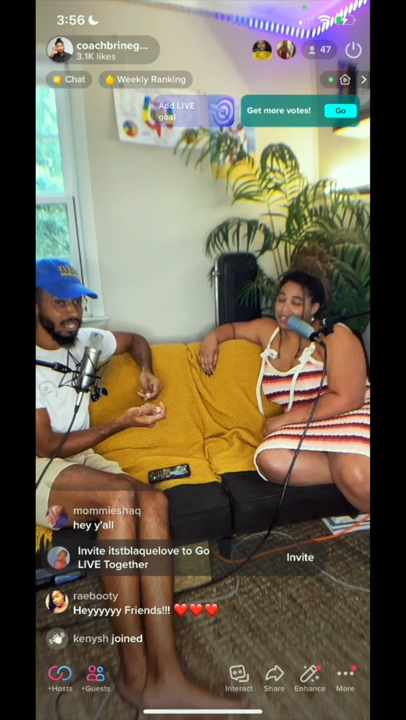 3:56
coachbrineg...
3.1K likes
47
Chat
Weekly Ranking
Add LIVE
goal
Get more votes!
Go
mommieshaq
hey y'all
Invite itstblaquelove to Go
LIVE Together
Invite
raebooty
Heyyyyyy Friends!!! ❤️❤️❤️
kenysh joined
+Hosts
+Guests
Interact
Share
Enhance
More